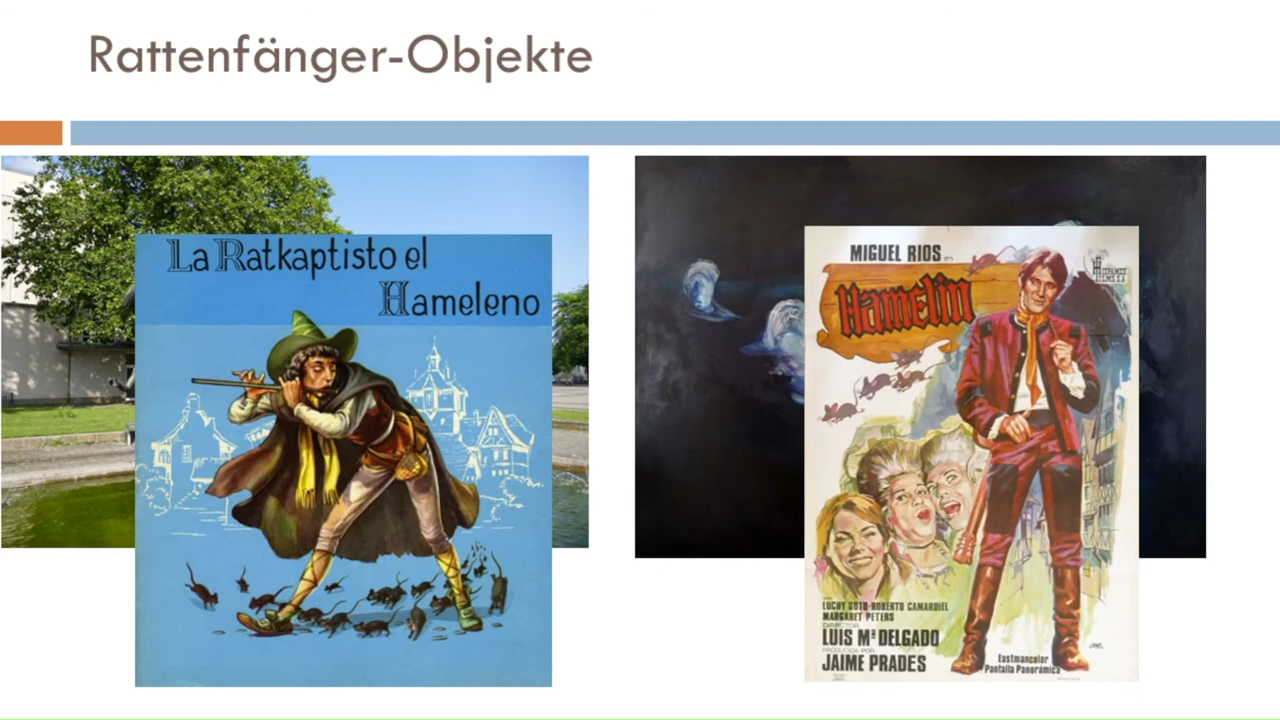 Rattenfänger-Objekte
La Ratkaptisto el
Hameleno
MIGUEL RIOS en
Hamelin
LUCHY SOTO-ROBERTO CAMARDIEL
MARGARET PETERS
DIRECTOR
LUIS Mª DELGADO
PRODUCIDA POR
JAIME PRADES
Eastmancolor
Pantalla Panorámica